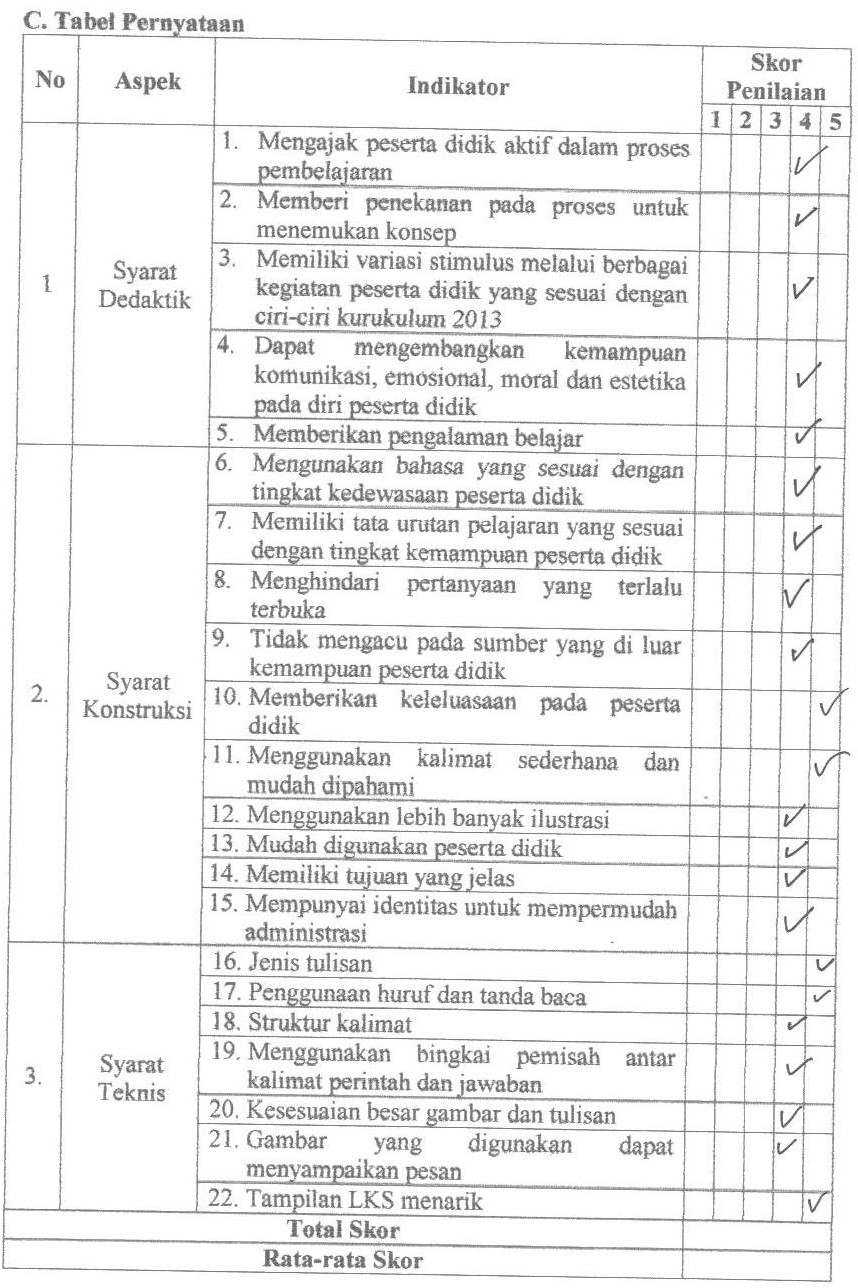 C. Tabel Pernyataan
No Aspek Indikator Skor
Penilaian
1 2 3 4 5
1 Syarat
Dedaktik
1. Mengajak peserta didik aktif dalam proses
pembelajaran ✓
2. Memberi penekanan pada proses untuk
menemukan konsep ✓
3. Memiliki variasi stimulus melalui berbagai
kegiatan peserta didik yang sesuai dengan ✓
ciri-ciri kurukulum 2013
4. Dapat mengembangkan kemampuan
komunikasi, emosional, moral dan estetika ✓
pada diri peserta didik
5. Memberikan pengalaman belajar ✓
2. Syarat
Konstruksi
6. Mengunakan bahasa yang sesuai dengan
tingkat kedewasaan peserta didik ✓
7. Memiliki tata urutan pelajaran yang sesuai
dengan tingkat kemampuan peserta didik ✓
8. Menghindari pertanyaan yang terlalu
terbuka ✓
9. Tidak mengacu pada sumber yang di luar
kemampuan peserta didik ✓
10. Memberikan keleluasaan pada peserta
didik ✓
11. Menggunakan kalimat sederhana dan
mudah dipahami ✓
12. Menggunakan lebih banyak ilustrasi ✓
13. Mudah digunakan peserta didik ✓
14. Memiliki tujuan yang jelas ✓
15. Mempunyai identitas untuk mempermudah
administrasi ✓
3. Syarat
Teknis
16. Jenis tulisan ✓
17. Penggunaan huruf dan tanda baca ✓
18. Struktur kalimat ✓
19. Menggunakan bingkai pemisah antar
kalimat perintah dan jawaban ✓
20. Kesesuaian besar gambar dan tulisan ✓
21. Gambar yang digunakan dapat
menyampaikan pesan ✓
22. Tampilan LKS menarik ✓
Total Skor
Rata-rata Skor